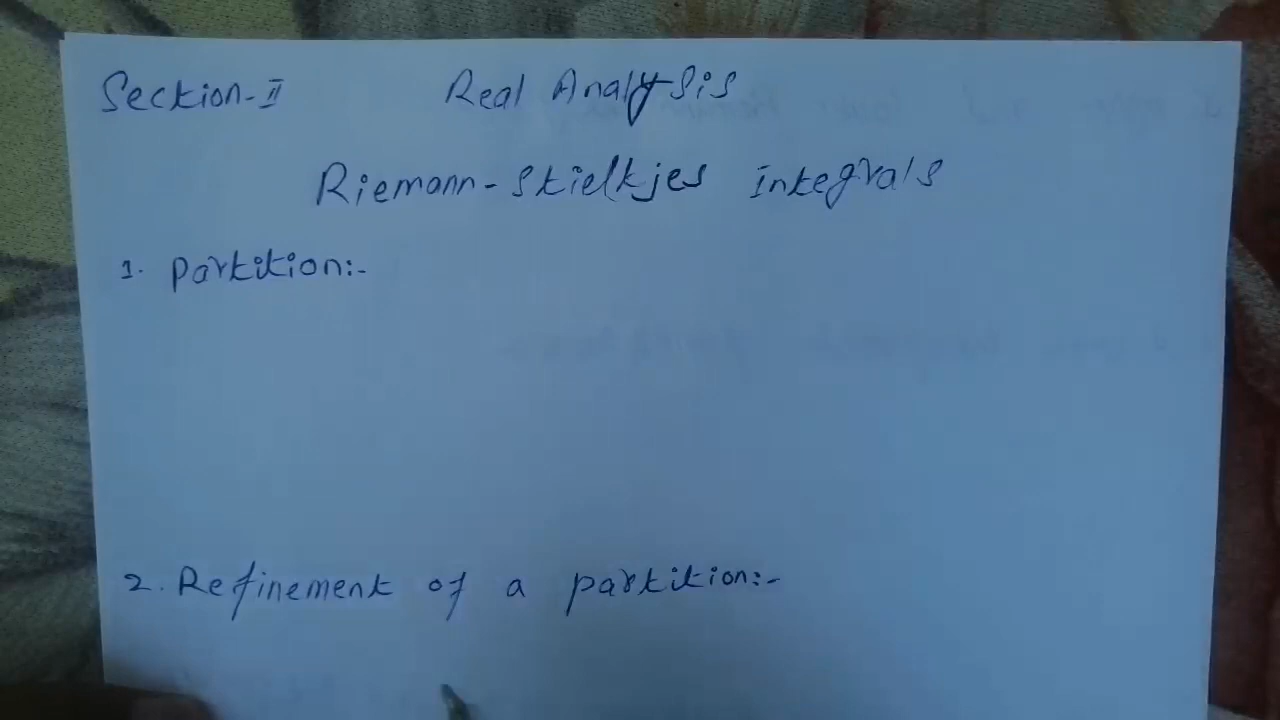 Section-II Real Analysis
Riemann-Stieltjes Integrals
1. Partition:-
2. Refinement of a partition:-